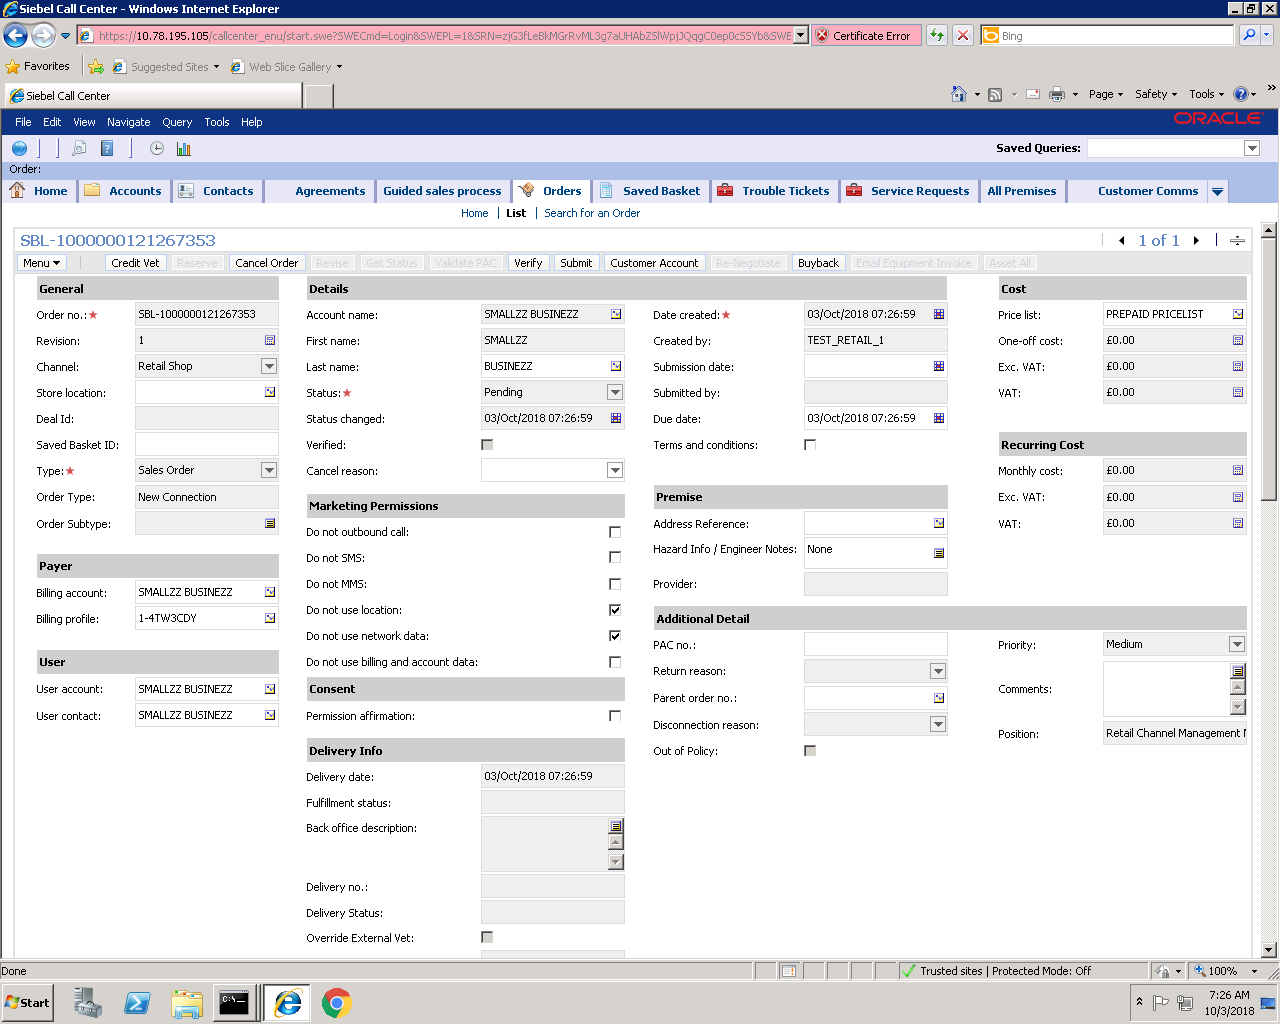 Siebel Call Center - Windows Internet Explorer
https://10.78.195.105/callcenter_enu/start.swe?SWECmd=Login&SWEPL=1&SRN=zjG3fLeBkMGrRvML3g7aUHAbZSlWpjJQqgC0ep0cSSYb&SWE
Certificate Error
Bing
Favorites
Suggested Sites
Web Slice Gallery
Siebel Call Center
Page
Safety
Tools
File Edit View Navigate Query Tools Help
ORACLE
Saved Queries:
Order:
Home Accounts Contacts Agreements Guided sales process Orders Saved Basket Trouble Tickets Service Requests All Premises Customer Comms
Home | List | Search for an Order
SBL-1000000121267353
1 of 1
Menu Credit Vet Reserve Cancel Order Revise Get Status Validate PAC Verify Submit Customer Account Re-Negotiate Buyback Email Equipment Invoice Asset All
General
Order no.: SBL-1000000121267353
Revision: 1
Channel: Retail Shop
Store location:
Deal Id:
Saved Basket ID:
Type: Sales Order
Order Type: New Connection
Order Subtype:
Payer
Billing account: SMALLZZ BUSINEZZ
Billing profile: 1-4TW3CDY
User
User account: SMALLZZ BUSINEZZ
User contact: SMALLZZ BUSINEZZ
Details
Account name: SMALLZZ BUSINEZZ
First name: SMALLZZ
Last name: BUSINEZZ
Status: Pending
Status changed: 03/Oct/2018 07:26:59
Verified:
Cancel reason:
Marketing Permissions
Do not outbound call:
Do not SMS:
Do not MMS:
Do not use location:
Do not use network data:
Do not use billing and account data:
Consent
Permission affirmation:
Delivery Info
Delivery date: 03/Oct/2018 07:26:59
Fulfillment status:
Back office description:
Delivery no.:
Delivery Status:
Override External Vet:
Date created: 03/Oct/2018 07:26:59
Created by: TEST_RETAIL_1
Submission date:
Submitted by:
Due date: 03/Oct/2018 07:26:59
Terms and conditions:
Premise
Address Reference:
Hazard Info / Engineer Notes: None
Provider:
Additional Detail
PAC no.:
Return reason:
Parent order no.:
Disconnection reason:
Out of Policy:
Priority: Medium
Comments:
Position: Retail Channel Management
Cost
Price list: PREPAID PRICELIST
One-off cost: £0.00
Exc. VAT: £0.00
VAT: £0.00
Recurring Cost
Monthly cost: £0.00
Exc. VAT: £0.00
VAT: £0.00
Done
Trusted sites | Protected Mode: Off
100%
Start
7:26 AM
10/3/2018